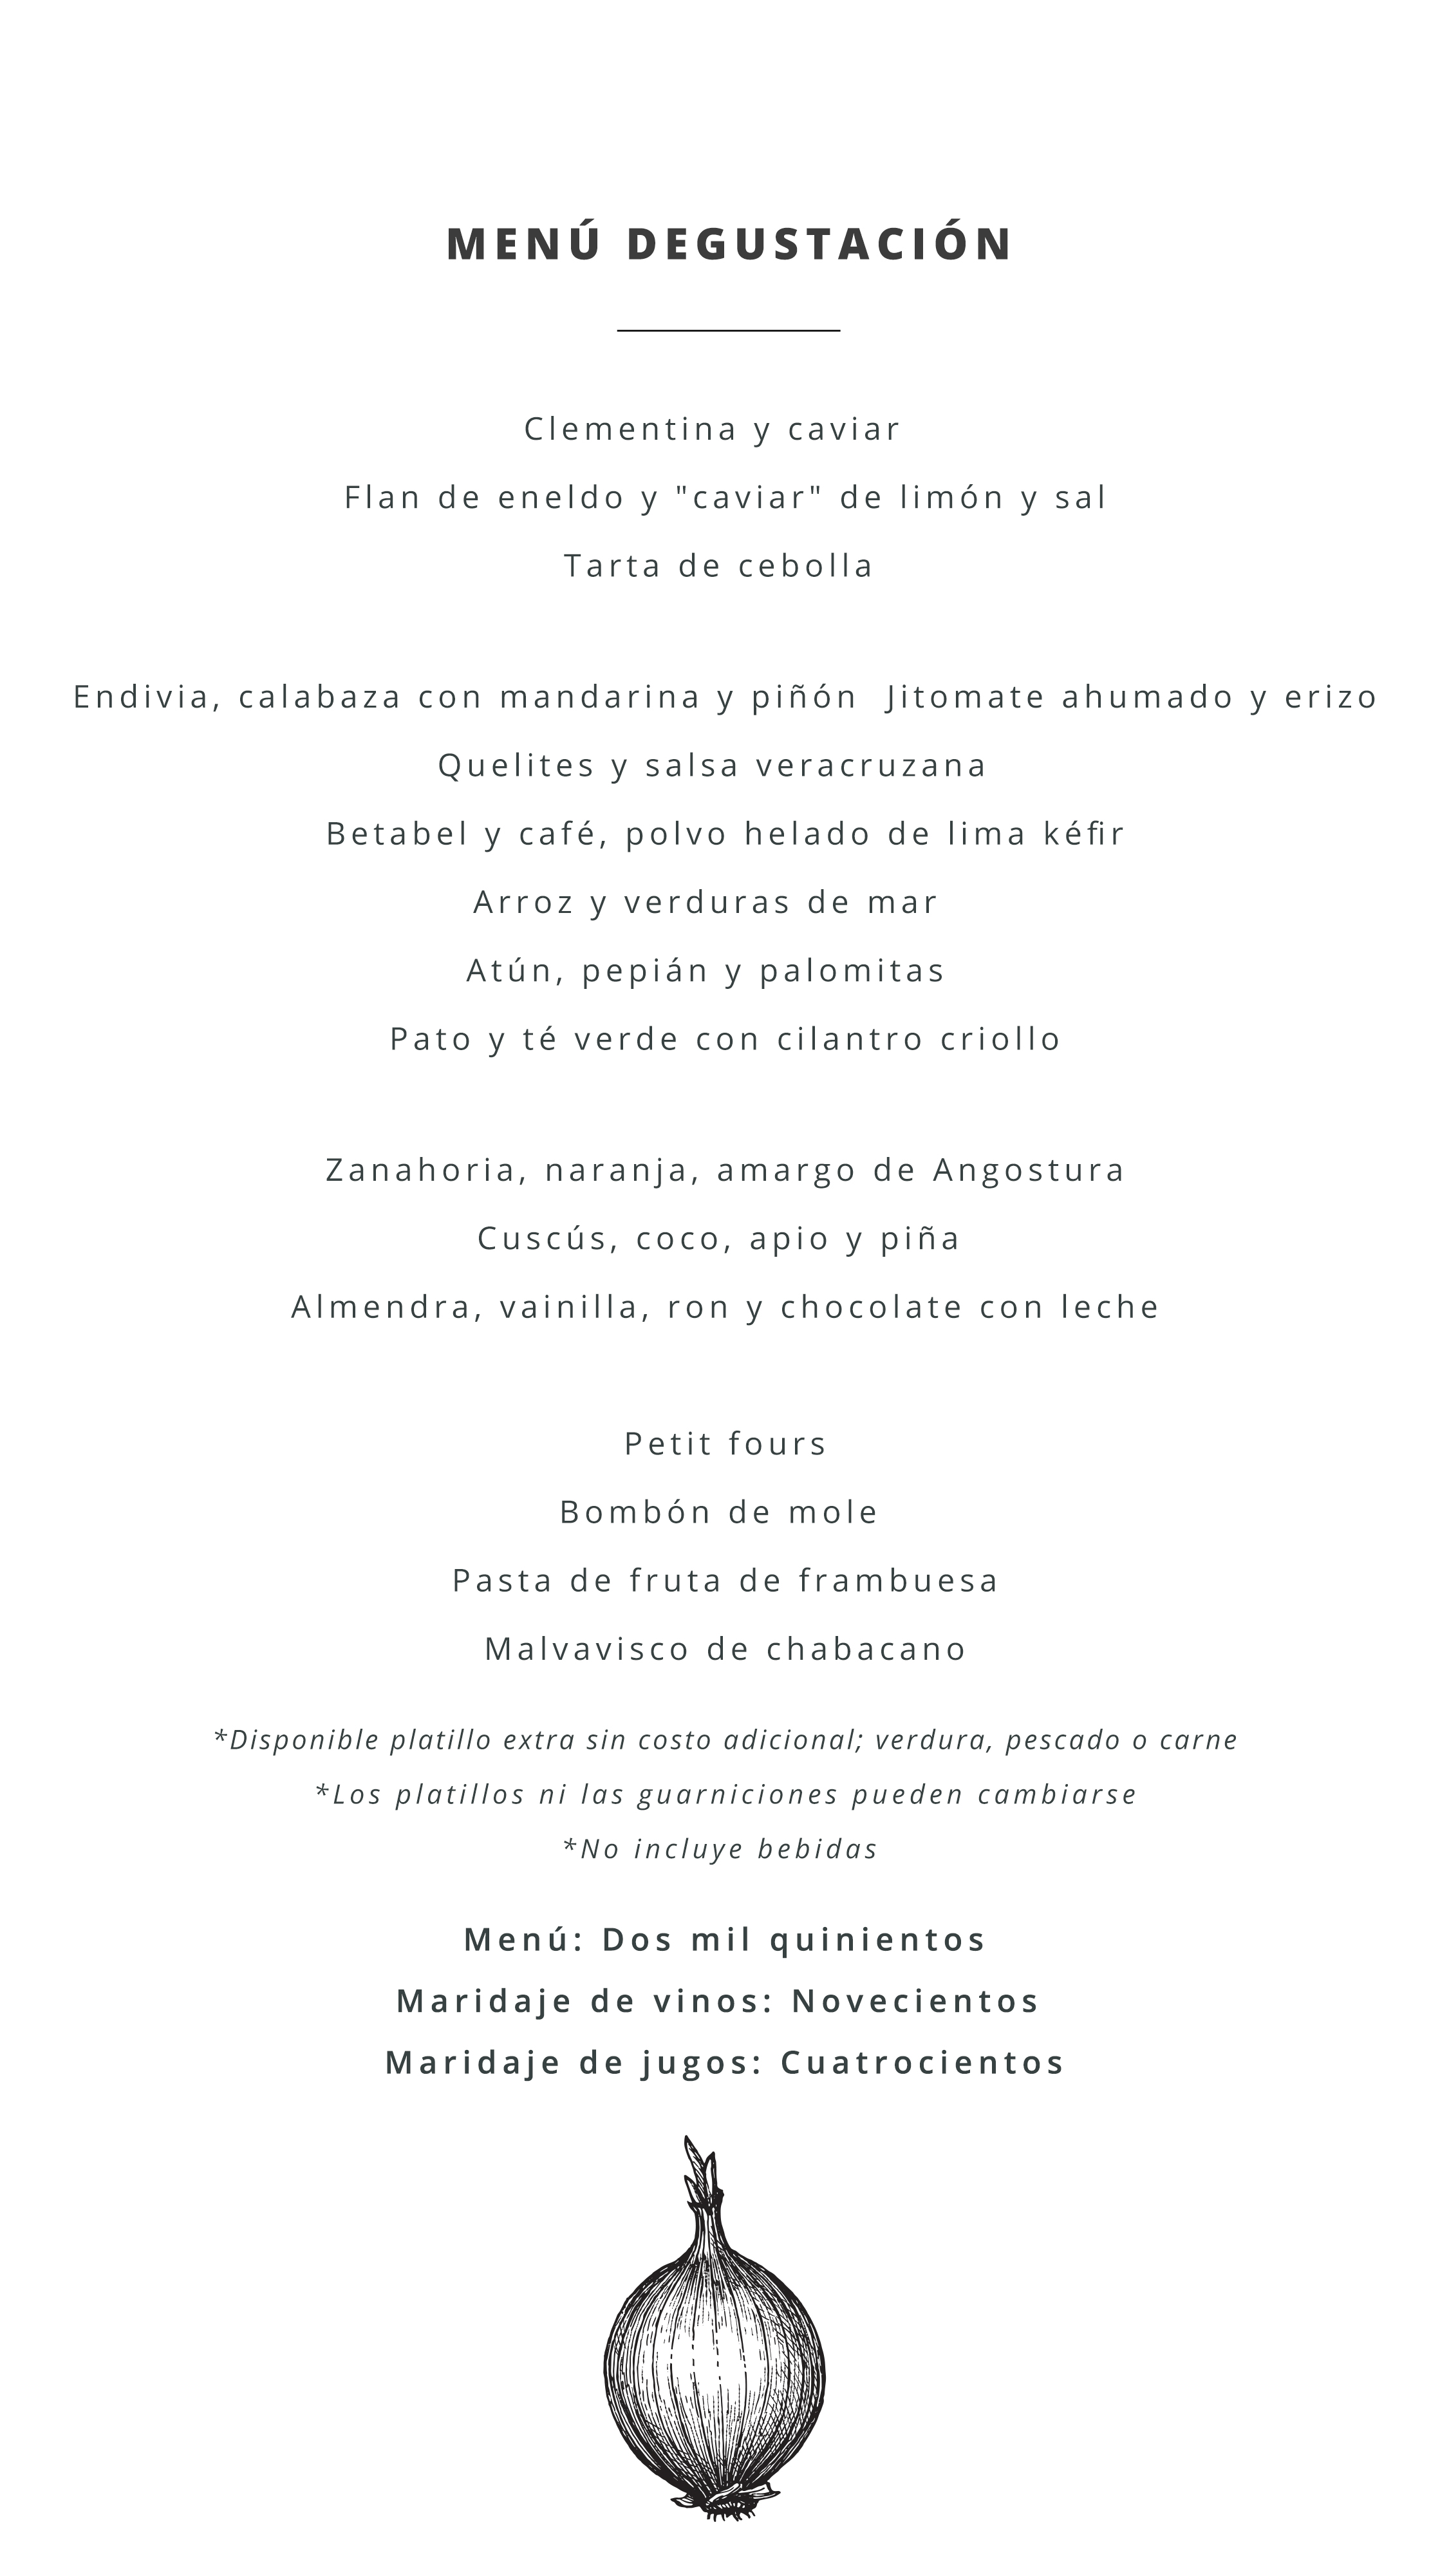 MENÚ DEGUSTACIÓN
Clementina y caviar
Flan de eneldo y "caviar" de limón y sal
Tarta de cebolla
Endivia, calabaza con mandarina y piñón  Jitomate ahumado y erizo
Quelites y salsa veracruzana
Betabel y café, polvo helado de lima kéfir
Arroz y verduras de mar
Atún, pepián y palomitas
Pato y té verde con cilantro criollo
Zanahoria, naranja, amargo de Angostura
Cuscús, coco, apio y piña
Almendra, vainilla, ron y chocolate con leche
Petit fours
Bombón de mole
Pasta de fruta de frambuesa
Malvavisco de chabacano
*Disponible platillo extra sin costo adicional; verdura, pescado o carne
*Los platillos ni las guarniciones pueden cambiarse
*No incluye bebidas
Menú: Dos mil quinientos
Maridaje de vinos: Novecientos
Maridaje de jugos: Cuatrocientos